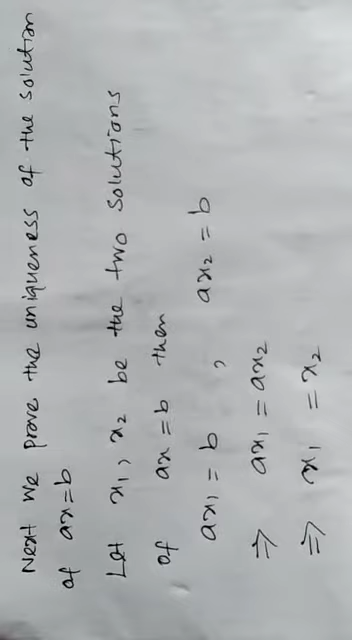 Next we prove the uniqueness of the solution
of ax=b
Let x₁, x₂ be the two solutions
of ax=b then
ax₁ = b , ax₂ = b
⇒ ax₁ = ax₂
⇒ x₁ = x₂